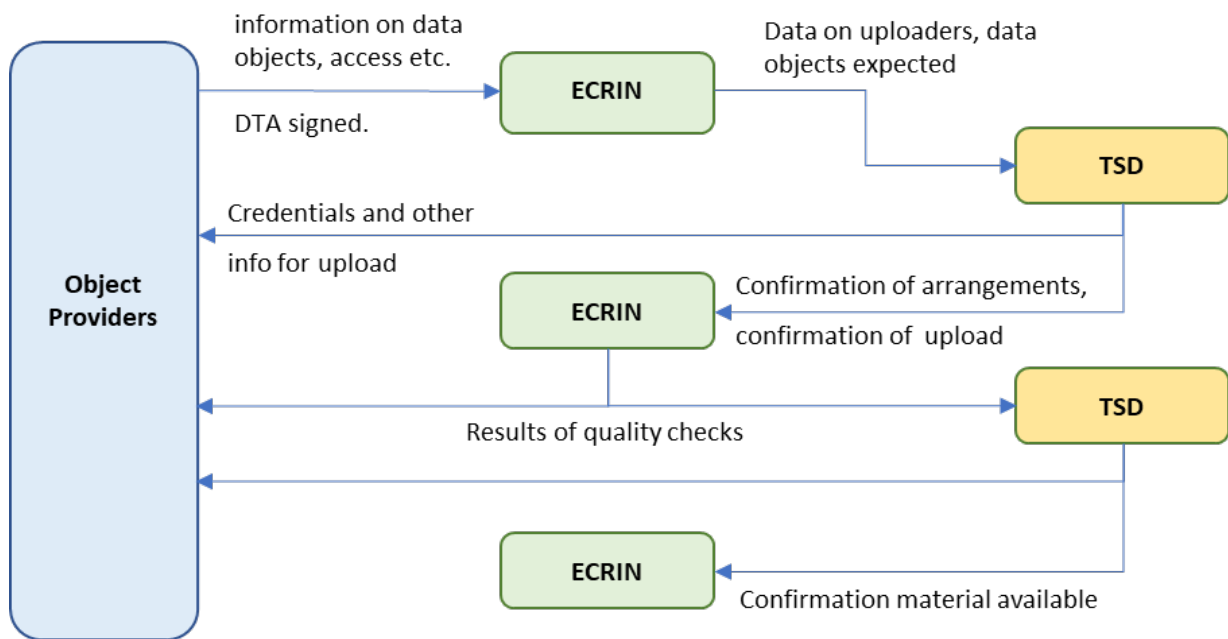 information on data
objects, access etc.
ECRIN
Data on uploaders, data
objects expected
DTA signed.
TSD
Credentials and other
info for upload
Object
Providers
ECRIN
Confirmation of arrangements,
confirmation of upload
TSD
Results of quality checks
ECRIN
Confirmation material available